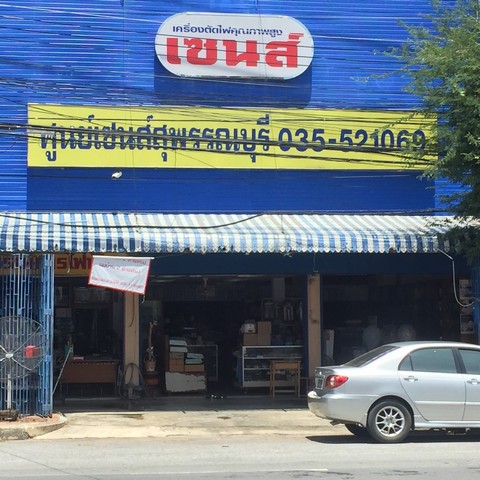 เครื่องตัดไฟคุณภาพสูง
เซนส์
ศูนย์เซนส์สุพรรณบุรี 035-521069